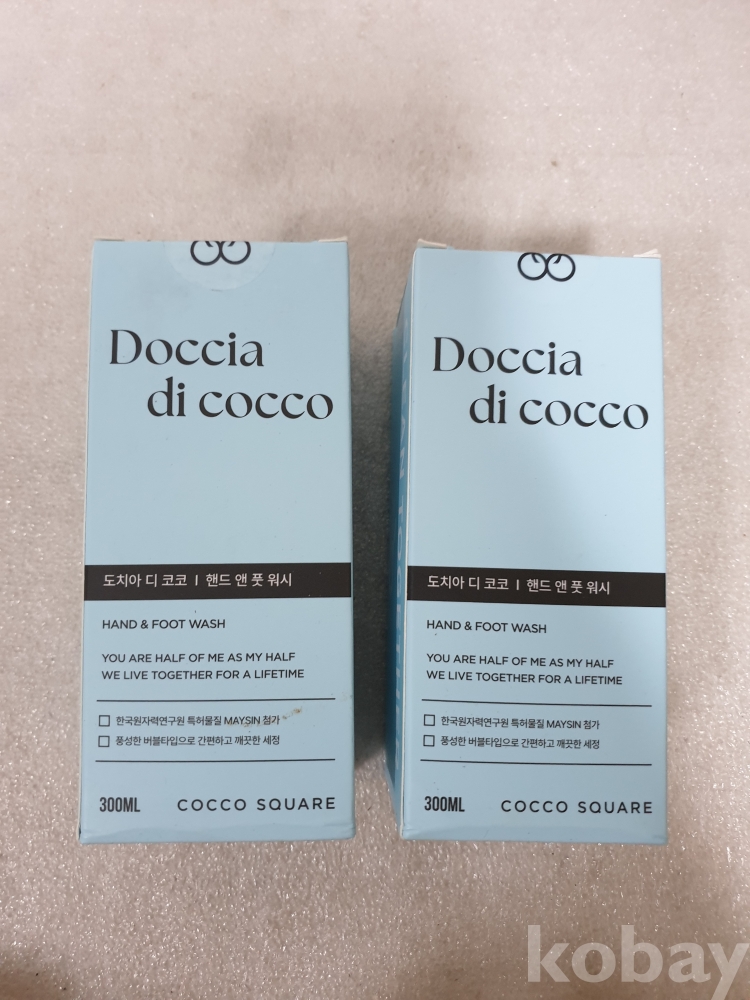 Doccia
di cocco
도치아 디 코코 I 핸드 앤 풋 워시
HAND & FOOT WASH
YOU ARE HALF OF ME AS MY HALF
WE LIVE TOGETHER FOR A LIFETIME
한국원자력연구원 특허물질 MAYSIN 첨가
풍성한 버블타입으로 간편하고 깨끗한 세정
300ML COCCO SQUARE
Doccia
di cocco
도치아 디 코코 I 핸드 앤 풋 워시
HAND & FOOT WASH
YOU ARE HALF OF ME AS MY HALF
WE LIVE TOGETHER FOR A LIFETIME
한국원자력연구원 특허물질 MAYSIN 첨가
풍성한 버블타입으로 간편하고 깨끗한 세정
300ML COCCO SQUARE
kobay